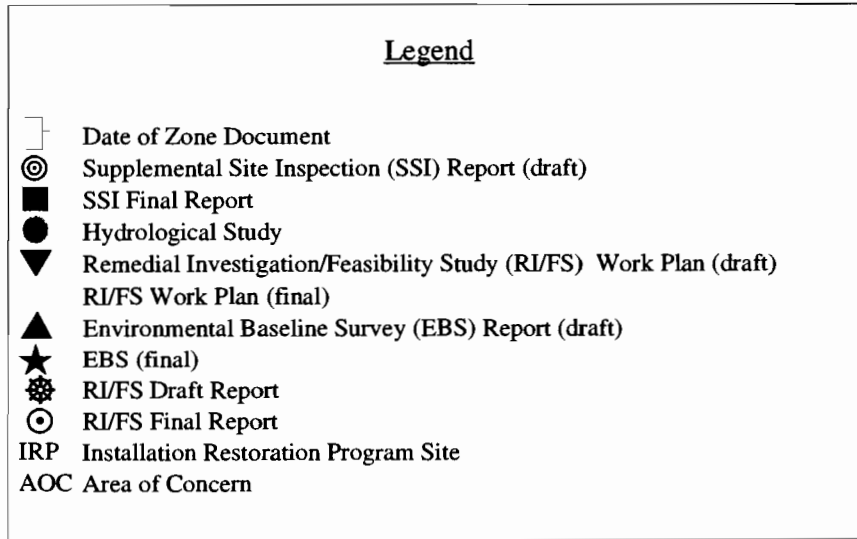 Legend
Date of Zone Document
Supplemental Site Inspection (SSI) Report (draft)
SSI Final Report
Hydrological Study
Remedial Investigation/Feasibility Study (RI/FS) Work Plan (draft)
RI/FS Work Plan (final)
Environmental Baseline Survey (EBS) Report (draft)
EBS (final)
RI/FS Draft Report
RI/FS Final Report
IRP Installation Restoration Program Site
AOC Area of Concern